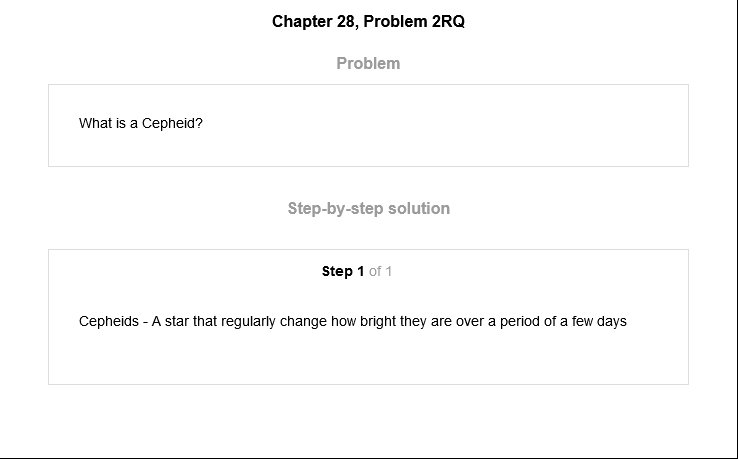 Chapter 28, Problem 2RQ
Problem
What is a Cepheid?
Step-by-step solution
Step 1 of 1
Cepheids - A star that regularly change how bright they are over a period of a few days